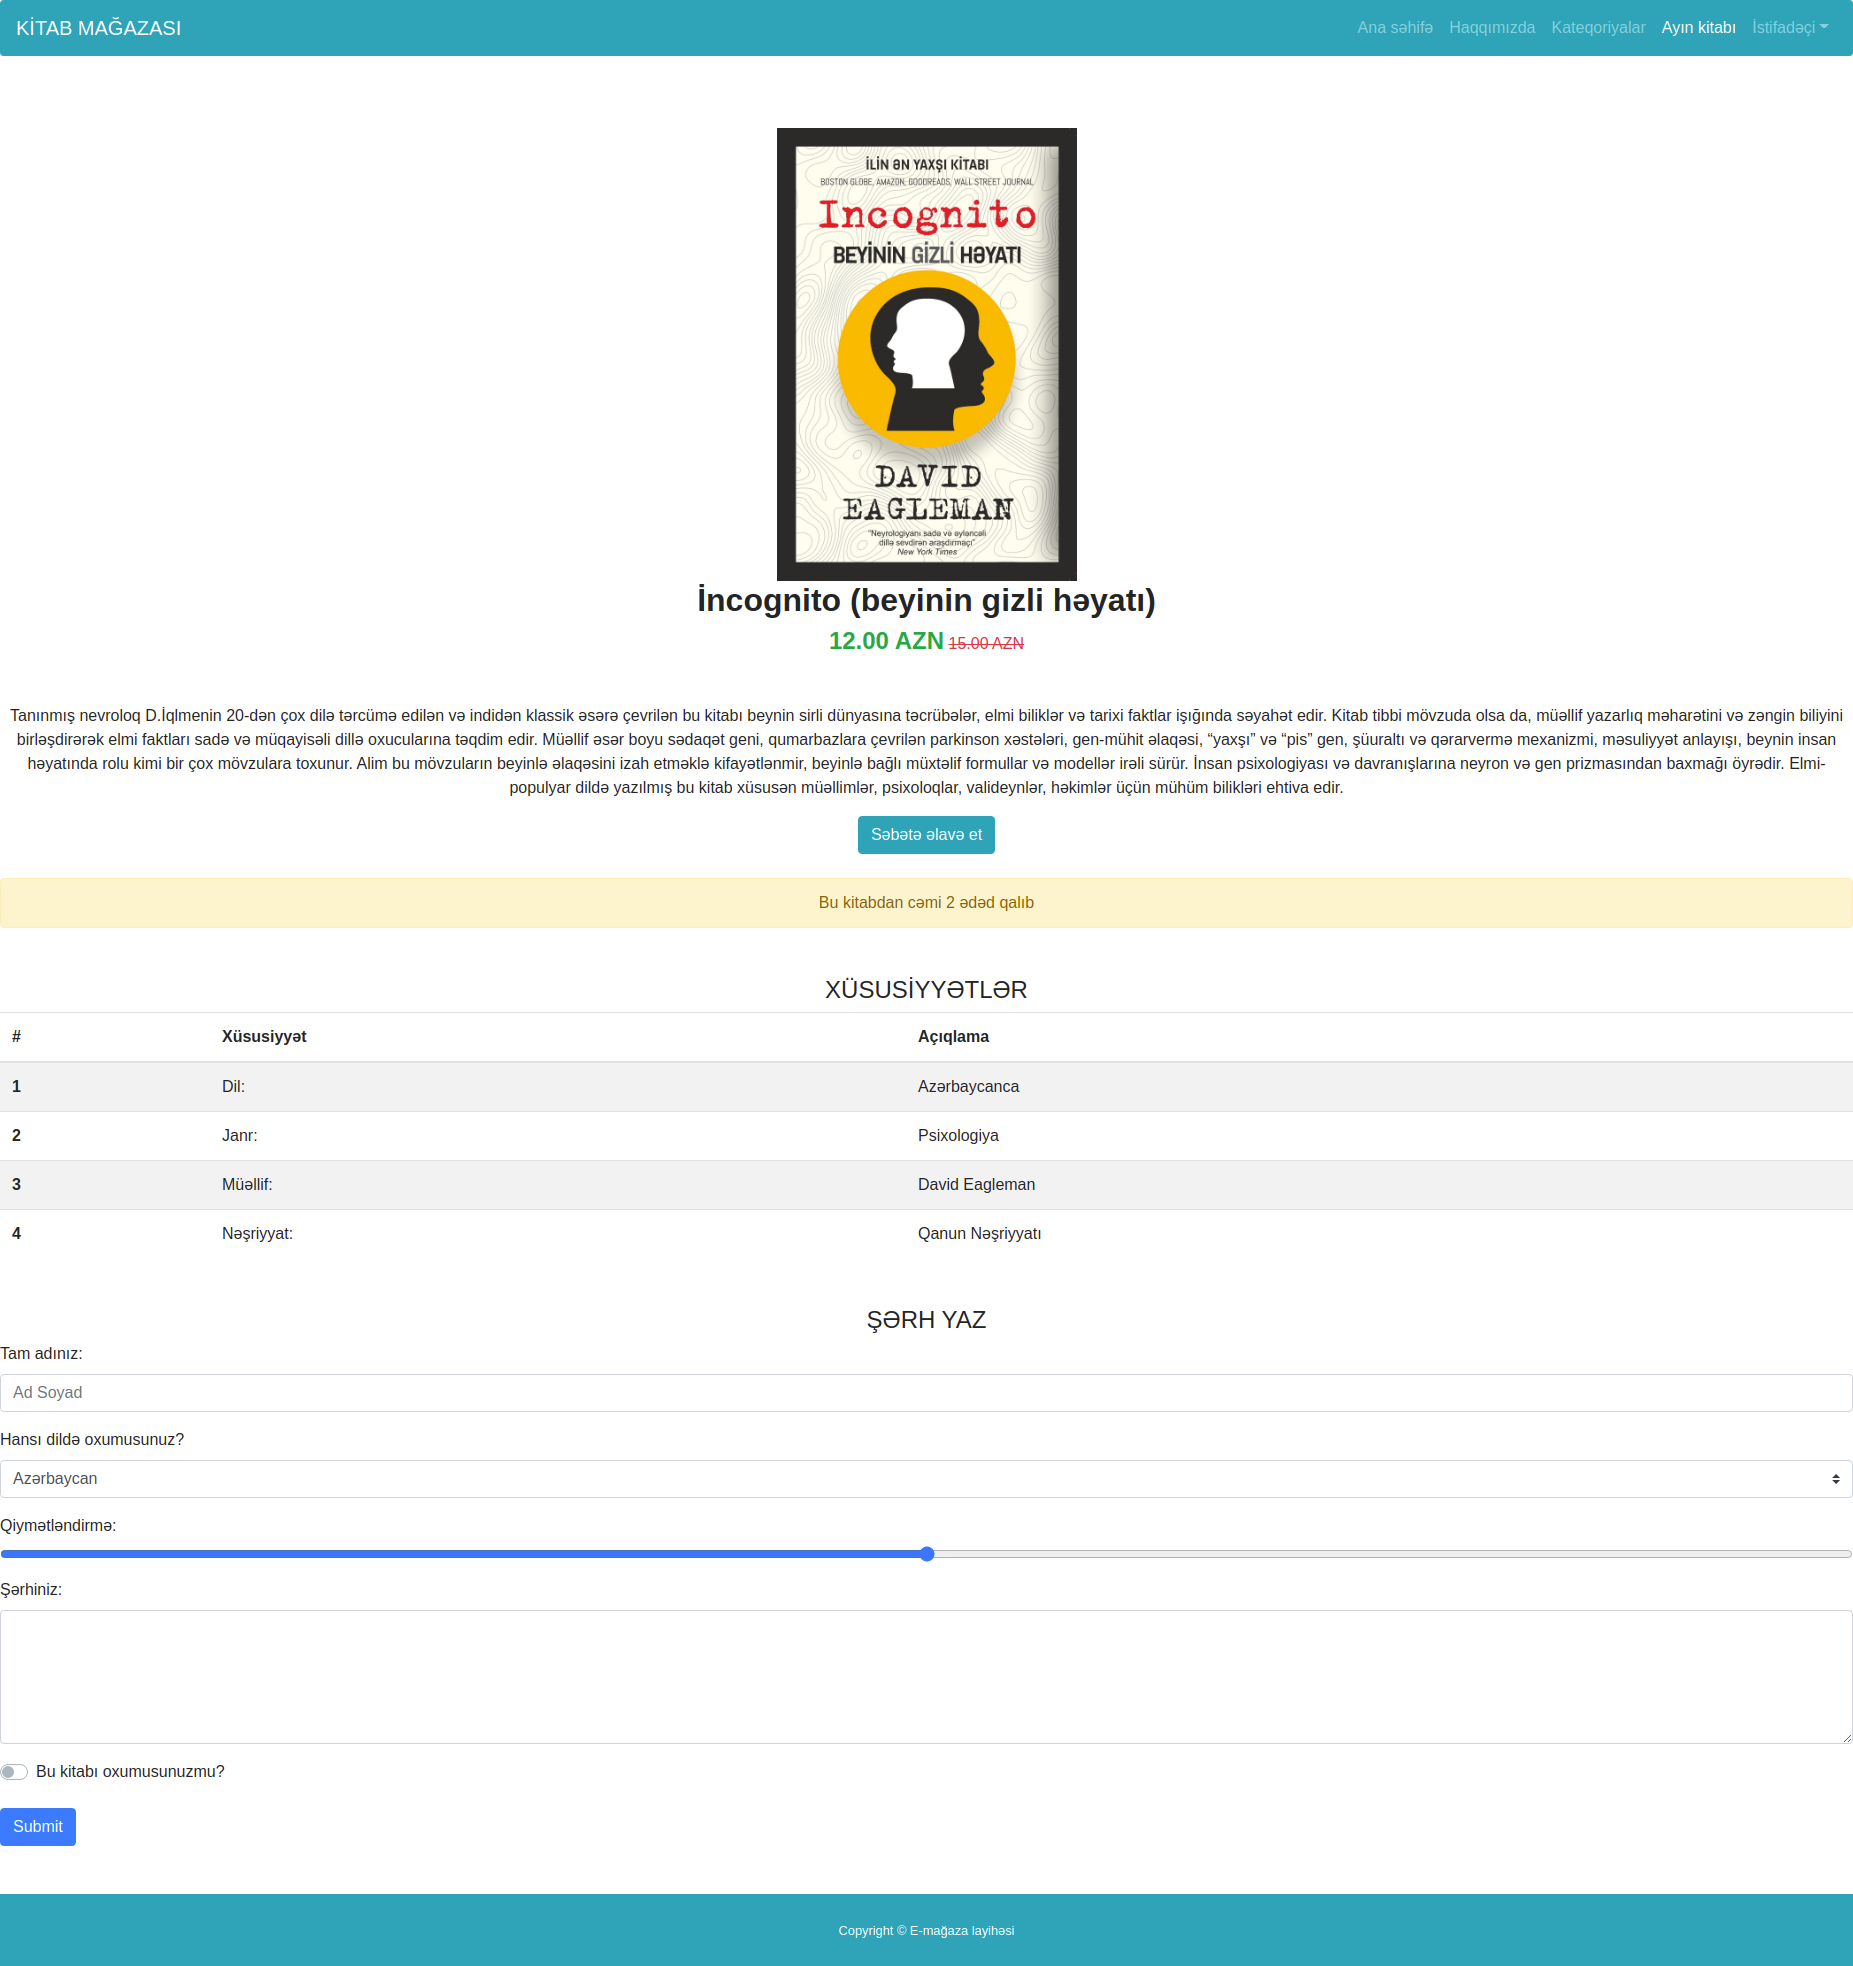 KİTAB MAĞAZASI
Ana səhifə Haqqımızda Kateqoriyalar Ayın kitabı İstifadəçi
İLİN ƏN YAXŞI KİTABI
BOSTON GLOBE, AMAZON, GOODREADS, WALL STREET JOURNAL
Incognito
BEYİNİN GİZLİ HƏYATI
DAVID
EAGLEMAN
"Neyrologiyanı sadə və əyləncəli
dillə sevdirən araşdırmaçı"
New York Times
İncognito (beyinin gizli həyatı)
12.00 AZN 15.00 AZN
Tanınmış nevroloq D.İqlmenin 20-dən çox dilə tərcümə edilən və indidən klassik əsərə çevrilən bu kitabı beynin sirli dünyasına təcrübələr, elmi biliklər və tarixi faktlar işığında səyahət edir. Kitab tibbi mövzuda olsa da, müəllif yazarlıq məharətini və zəngin biliyini
birləşdirərək elmi faktları sadə və müqayisəli dillə oxucularına təqdim edir. Müəllif əsər boyu sədaqət geni, qumarbazlara çevrilən parkinson xəstələri, gen-mühit əlaqəsi, “yaxşı” və “pis” gen, şüuraltı və qərarvermə mexanizmi, məsuliyyət anlayışı, beynin insan
həyatında rolu kimi bir çox mövzulara toxunur. Alim bu mövzuların beyinlə əlaqəsini izah etməklə kifayətlənmir, beyinlə bağlı müxtəlif formullar və modellər irəli sürür. İnsan psixologiyası və davranışlarına neyron və gen prizmasından baxmağı öyrədir. Elmi-
populyar dildə yazılmış bu kitab xüsusən müəllimlər, psixoloqlar, valideynlər, həkimlər üçün mühüm bilikləri ehtiva edir.
Səbətə əlavə et
Bu kitabdan cəmi 2 ədəd qalıb
XÜSUSİYYƏTLƏR
# Xüsusiyyət Açıqlama
1 Dil: Azərbaycanca
2 Janr: Psixologiya
3 Müəllif: David Eagleman
4 Nəşriyyat: Qanun Nəşriyyatı
ŞƏRH YAZ
Tam adınız:
Ad Soyad
Hansı dildə oxumusunuz?
Azərbaycan
Qiymətləndirmə:
Şərhiniz:
Bu kitabı oxumusunuzmu?
Submit
Copyright © E-mağaza layihəsi